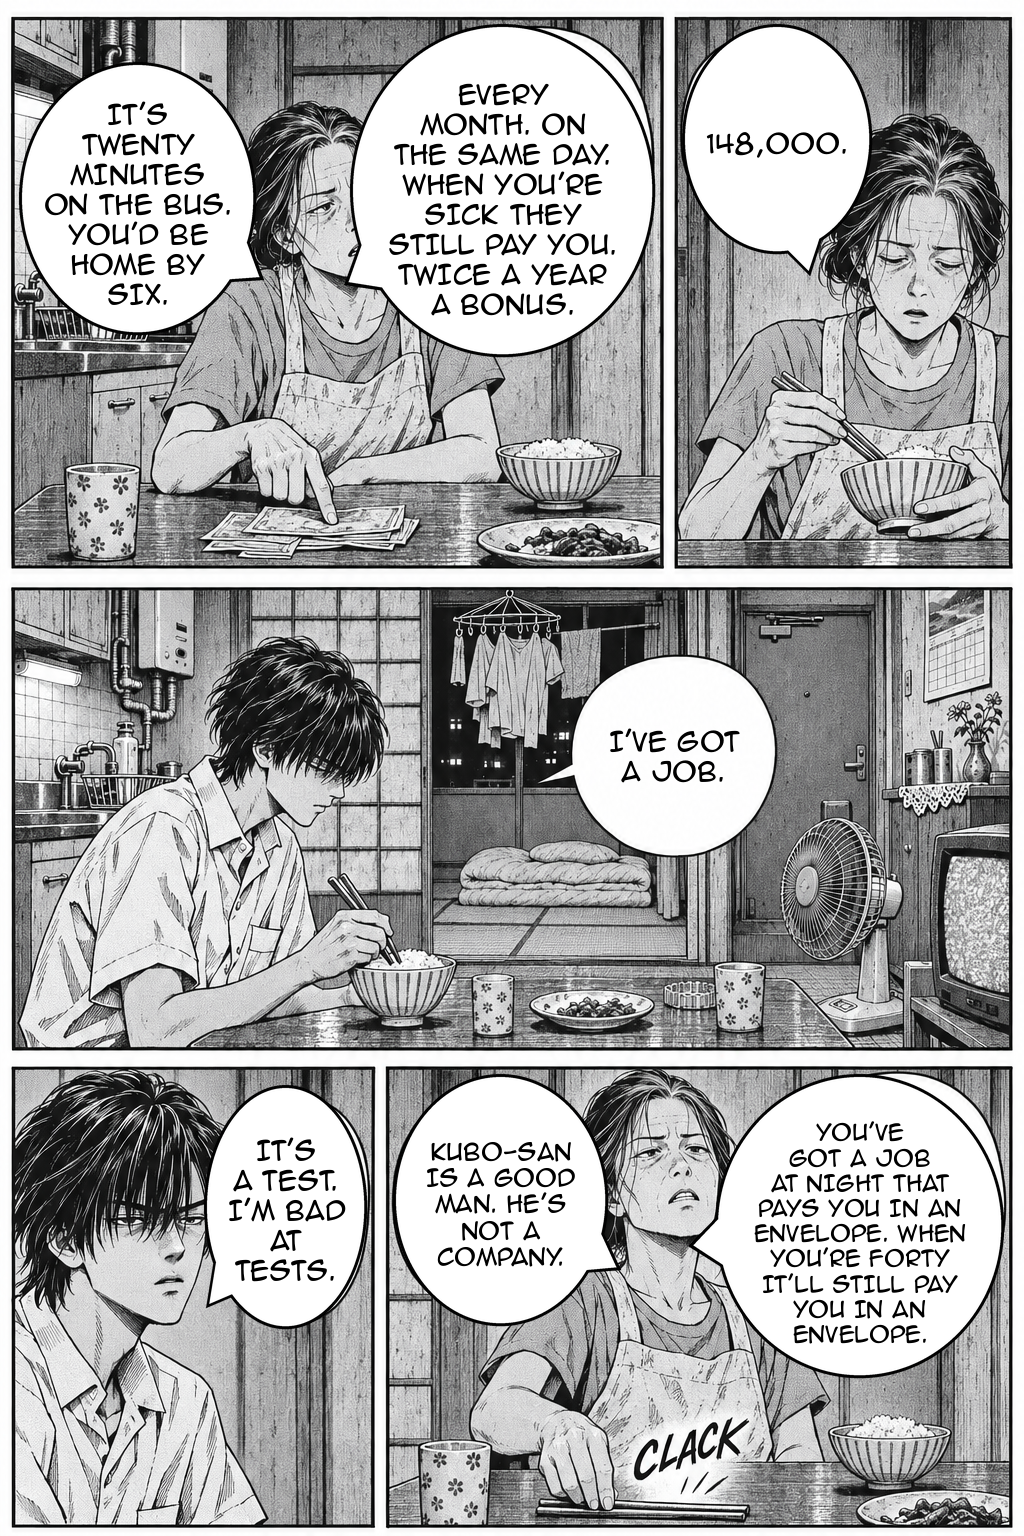 148,000.
EVERY
MONTH. ON
THE SAME DAY.
WHEN YOU'RE
SICK THEY
STILL PAY YOU.
TWICE A YEAR
A BONUS.
IT'S
TWENTY
MINUTES
ON THE BUS.
YOU'D BE
HOME BY
SIX.
I'VE GOT
A JOB.
YOU'VE
GOT A JOB
AT NIGHT THAT
PAYS YOU IN AN
ENVELOPE. WHEN
YOU'RE FORTY
IT'LL STILL PAY
YOU IN AN
ENVELOPE.
KUBO-SAN
IS A GOOD
MAN. HE'S
NOT A
COMPANY.
CLACK
IT'S
A TEST.
I'M BAD
AT
TESTS.